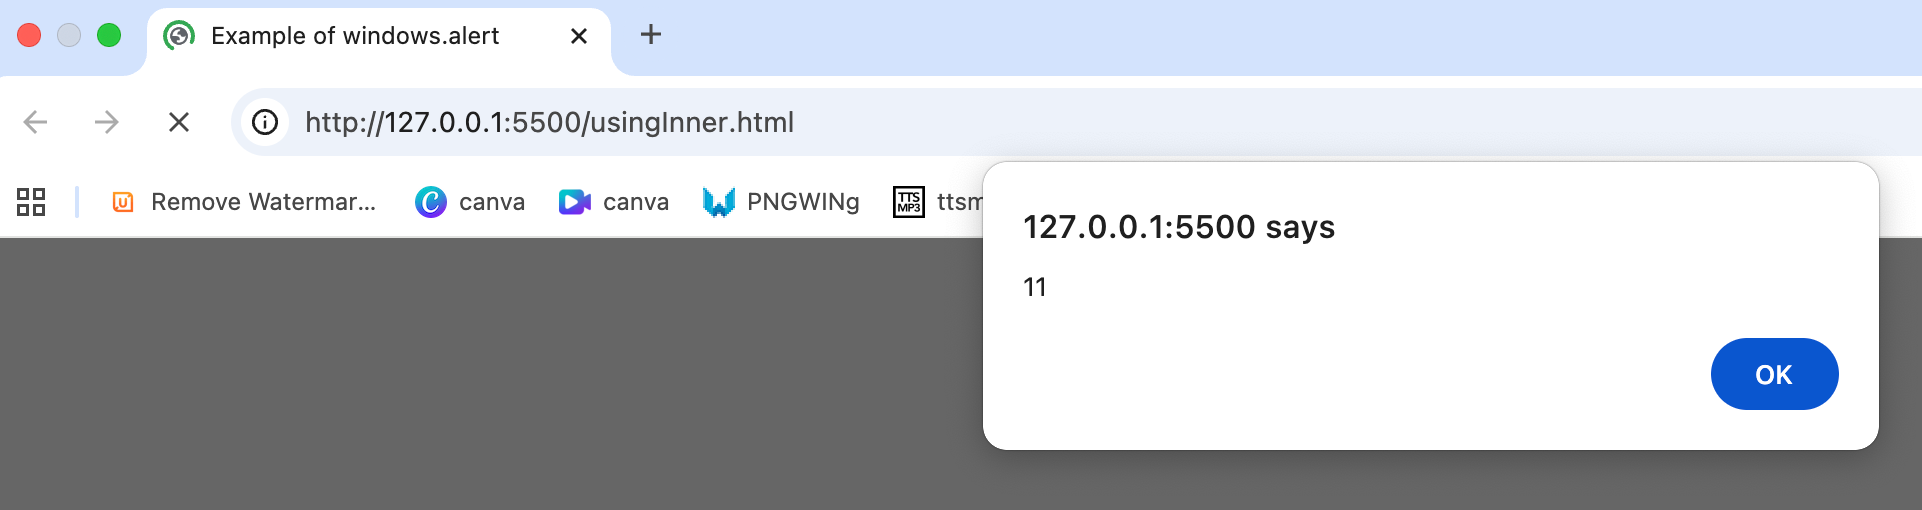 Example of windows.alert
http://127.0.0.1:5500/usingInner.html
Remove Watermar... canva canva PNGWINg TTS MP3 ttsm
127.0.0.1:5500 says
11
OK